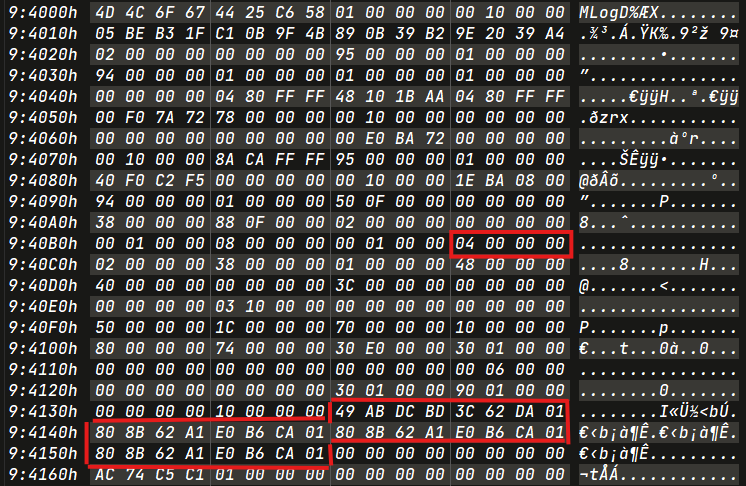 9:4000h 4D 4C 6F 67 44 25 C6 58 01 00 00 00 00 10 00 00 MLogD%ÆX........
9:4010h 05 BE B3 1F C1 0B 9F 4B 89 0B 39 B2 9E 20 39 A4 .¾³.Á.ŸK‰.9²ž 9¤
9:4020h 02 00 00 00 00 00 00 00 95 00 00 00 01 00 00 00 ........•.......
9:4030h 94 00 00 00 01 00 00 00 01 00 00 00 01 00 00 00 ”...............
9:4040h 00 00 00 00 04 80 FF FF 48 10 1B AA 04 80 FF FF .....€ÿÿH..ª.€ÿÿ
9:4050h 00 F0 7A 72 78 00 00 00 00 10 00 00 00 00 00 00 .ðzrx...........
9:4060h 00 00 00 00 00 00 00 00 00 E0 BA 72 00 00 00 00 .........àºr....
9:4070h 00 10 00 00 8A CA FF FF 95 00 00 00 01 00 00 00 ....ŠÊÿÿ•.......
9:4080h 40 F0 C2 F5 00 00 00 00 00 10 00 00 1E BA 08 00 @ðÂõ.........º..
9:4090h 94 00 00 00 01 00 00 00 50 0F 00 00 00 00 00 00 ”.......P.......
9:40A0h 38 00 00 00 88 0F 00 00 02 00 00 00 00 00 00 00 8...ˆ...........
9:40B0h 00 01 00 00 08 00 00 00 00 01 00 00 04 00 00 00 ................
9:40C0h 02 00 00 00 38 00 00 00 01 00 00 00 48 00 00 00 ....8.......H...
9:40D0h 40 00 00 00 00 00 00 00 3C 00 00 00 00 00 00 00 @.......<.......
9:40E0h 00 00 00 00 03 10 00 00 00 00 00 00 00 00 00 00 ................
9:40F0h 50 00 00 00 1C 00 00 00 70 00 00 00 10 00 00 00 P.......p.......
9:4100h 80 00 00 00 74 00 00 00 30 E0 00 00 30 01 00 00 €...t...0à..0...
9:4110h 00 00 00 00 00 00 00 00 00 00 00 00 00 06 00 00 ................
9:4120h 00 00 00 00 00 00 00 00 30 01 00 00 90 01 00 00 ........0.......
9:4130h 00 00 00 00 10 00 00 00 49 AB DC BD 3C 62 DA 01 ........I«Ü½<bÚ.
9:4140h 80 8B 62 A1 E0 B6 CA 01 80 8B 62 A1 E0 B6 CA 01 €‹b¡à¶Ê.€‹b¡à¶Ê.
9:4150h 80 8B 62 A1 E0 B6 CA 01 00 00 00 00 00 00 00 00 €‹b¡à¶Ê.........
9:4160h AC 74 C5 C1 01 00 00 00 00 00 00 00 00 00 00 00 ¬tÅÁ............